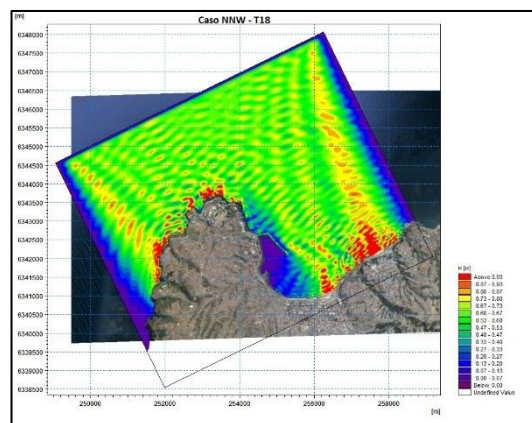 [m]
Caso NNW - T18
6348000
6347500
6347000
6346500
6346000
6345500
6345000
6344500
6344000
6343500
6343000
6342500
6342000
6341500
6341000
6340500
6340000
6339500
6339000
6338500
250000
252000
254000
256000
258000
[m]
H [m]
Above 0.93
0.87 - 0.93
0.80 - 0.87
0.73 - 0.80
0.67 - 0.73
0.60 - 0.67
0.53 - 0.60
0.47 - 0.53
0.40 - 0.47
0.33 - 0.40
0.27 - 0.33
0.20 - 0.27
0.13 - 0.20
0.07 - 0.13
0.00 - 0.07
Below 0.00
Undefined Value